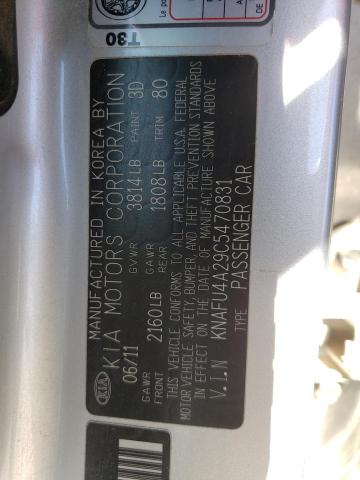 MANUFACTURED IN KOREA BY
KIA KIA MOTORS CORPORATION
06/11 3814LB PAINT 3D
GVWR
GAWR 2160LB GAWR 1808LB TRIM 80
FRONT REAR
THIS VEHICLE CONFORMS TO ALL APPLICABLE U.S.A. FEDERAL
MOTOR VEHICLE SAFETY, BUMPER, AND THEFT PREVENTION STANDARDS
IN EFFECT ON THE DATE OF MANUFACTURE SHOWN ABOVE
V.I.N KNAFU4A29C5470831
TYPE PASSENGER CAR
T30